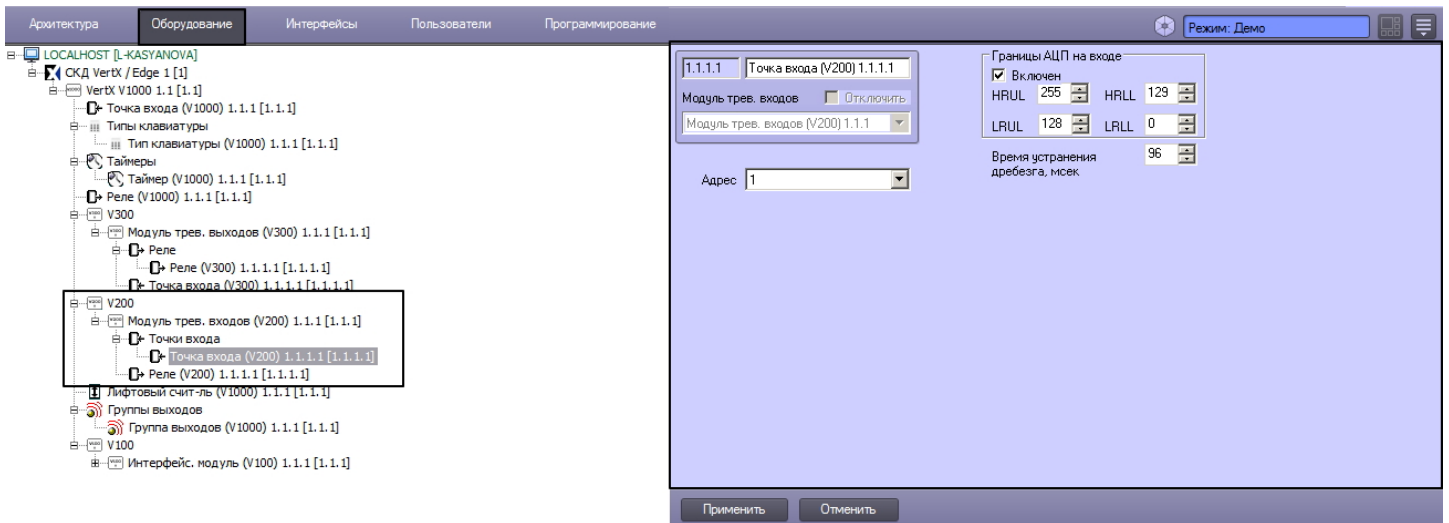 Архитектура Оборудование Интерфейсы Пользователи Программирование Режим: Демо
LOCALHOST [L-KASYANOVA]
СКД VertX / Edge 1 [1]
VertX V1000 1.1 [1.1]
Точка входа (V1000) 1.1.1 [1.1.1]
Типы клавиатуры
Тип клавиатуры (V1000) 1.1.1 [1.1.1]
Таймеры
Таймер (V1000) 1.1.1 [1.1.1]
Реле (V1000) 1.1.1 [1.1.1]
V300
Модуль трев. выходов (V300) 1.1.1 [1.1.1]
Реле
Реле (V300) 1.1.1.1 [1.1.1.1]
Точка входа (V300) 1.1.1.1 [1.1.1.1]
V200
Модуль трев. входов (V200) 1.1.1 [1.1.1]
Точки входа
Точка входа (V200) 1.1.1.1 [1.1.1.1]
Реле (V200) 1.1.1.1 [1.1.1.1]
Лифтовый счит-ль (V1000) 1.1.1 [1.1.1]
Группы выходов
Группа выходов (V1000) 1.1.1 [1.1.1]
V100
Интерфейс. модуль (V100) 1.1.1 [1.1.1]
1.1.1.1 Точка входа (V200) 1.1.1.1
Модуль трев. входов Отключить
Модуль трев. входов (V200) 1.1.1
Адрес 1
Границы АЦП на входе
Включен
HRUL 255 HRLL 129
LRUL 128 LRLL 0
Время устранения 96
дребезга, мсек
Применить Отменить